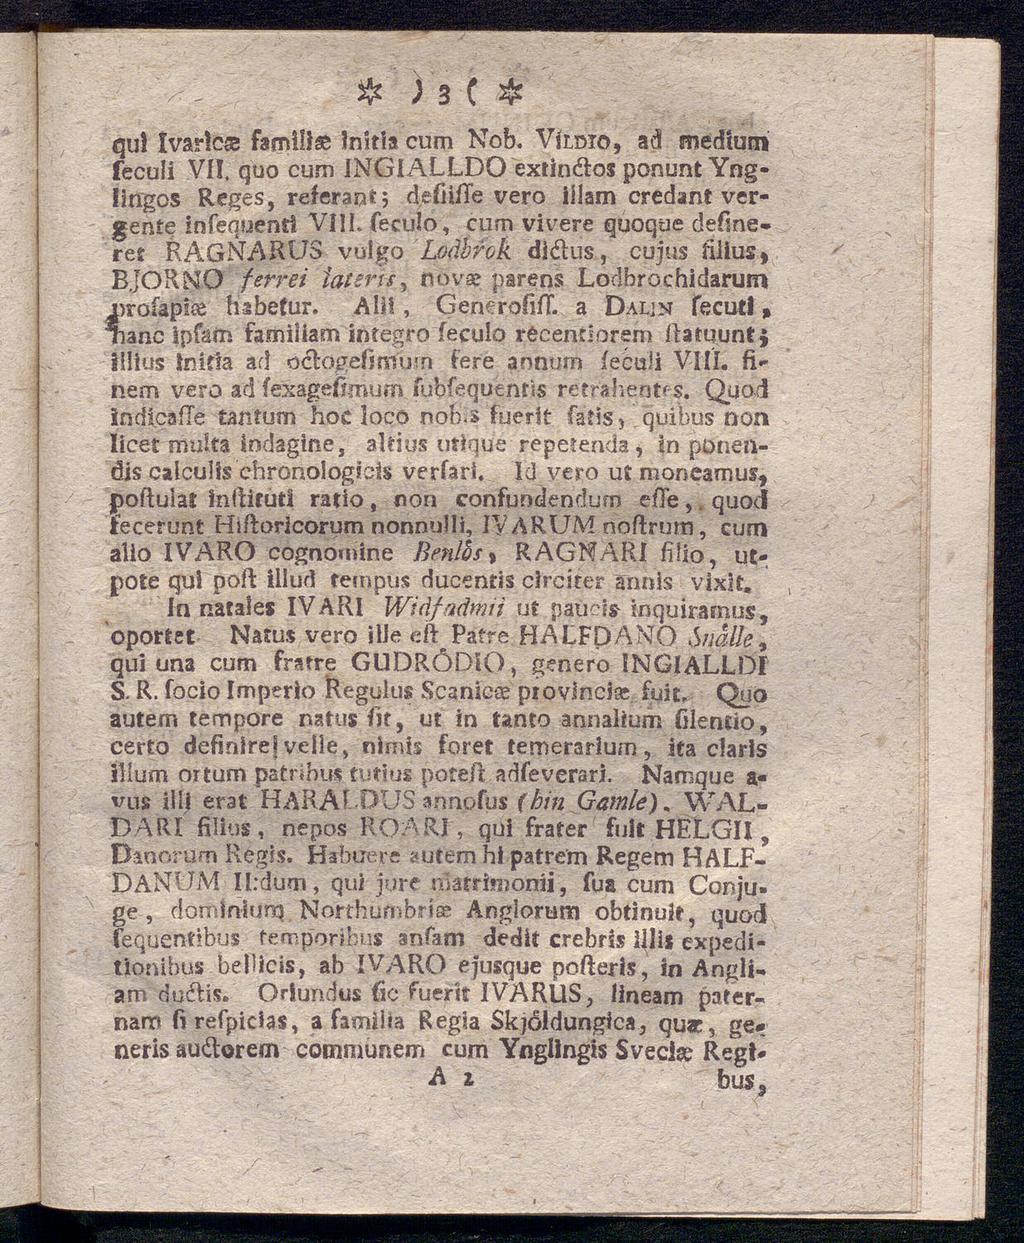 ✲ ) 3 ( ✲
qui Ivaricæ familiæ initia cum Nob. VILDIO, ad medium
ſeculi VII. quo cum INGIALLDO extinctos ponunt Yng-
lingos Reges, referant; deſiiſſe vero illam credant ver-
gente inſequenti VIII. ſeculo, cum vivere quoque deſine-
ret RAGNARUS vulgo Lodbrok dictus, cujus filius,
BJORNO ferrei lateris, novæ parens Lodbrochidarum
proſapiæ habetur. Alii, Generoſiſſ. a DALIN ſecuti,
hanc ipſam familiam integro ſeculo recentiorem ſtatuunt;
illius initia ad octogeſimum fere annum ſeculi VIII. fi-
nem vero ad ſexageſimum ſubſequentis retrahentes. Quod
indicaſſe tantum hoc loco nobis fuerit ſatis, quibus non
licet multa indagine, altius utique repetenda, in ponen-
dis calculis chronologicis verſari. Id vero ut moneamus,
poſtulat inſtituti ratio, non confundendum eſſe, quod
fecerunt Hiſtoricorum nonnulli, IVARUM noſtrum, cum
alio IVARO cognomine Benlôs, RAGNARI filio, ut-
pote qui poſt illud tempus ducentis circiter annis vixit.
In natales IVARI Widfadmii ut paucis inquiramus,
oportet. Natus vero ille eſt Patre HALFDANO Snälle,
qui una cum fratre GUDRÖDIO, genero INGIALLDI
S. R. ſocio Imperio Regulus Scanicæ provinciæ fuit. Quo
autem tempore natus ſit, ut in tanto annalium ſilentio,
certo definire velle, nimis foret temerarium, ita claris
illum ortum patribus tutius poteſt adſeverari. Namque a-
vus illi erat HARALDUS annoſus (hin Gamle). WAL-
DARI filius, nepos ROARI, qui frater fuit HELGII,
Danorum Regis. Habuere autem hi patrem Regem HALF-
DANUM II:dum, qui jure matrimonii, ſua cum Conju-
ge, dominium Northumbriæ Anglorum obtinuit, quod
ſequentibus temporibus anſam dedit crebris illis expedi-
tionibus bellicis, ab IVARO ejusque poſteris, in Angli-
am ductis. Oriundus ſic fuerit IVARUS, lineam pater-
nam ſi reſpicias, a familia Regia Skjöldungica, quæ, ge-
neris auctorem communem cum Ynglingis Sveciæ Regi-
A 2 bus,